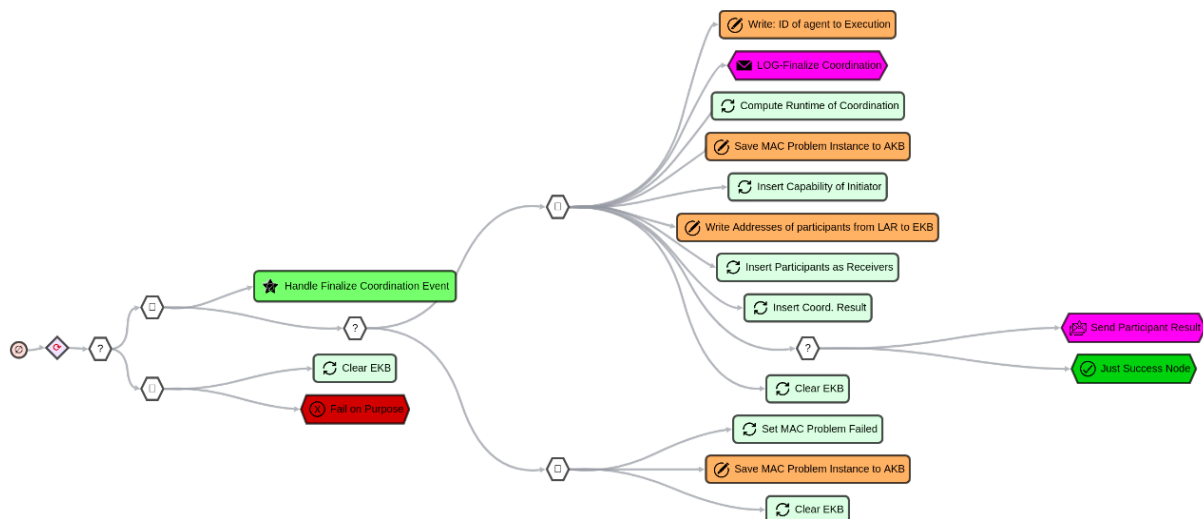 Write: ID of agent to Execution
LOG-Finalize Coordination
Compute Runtime of Coordination
Save MAC Problem Instance to AKB
Insert Capability of Initiator
Write Addresses of participants from LAR to EKB
Insert Participants as Receivers
Handle Finalize Coordination Event
Insert Coord. Result
?
Send Participant Result
?
?
Just Success Node
Clear EKB
Clear EKB
Fail on Purpose
Set MAC Problem Failed
Save MAC Problem Instance to AKB
Clear EKB